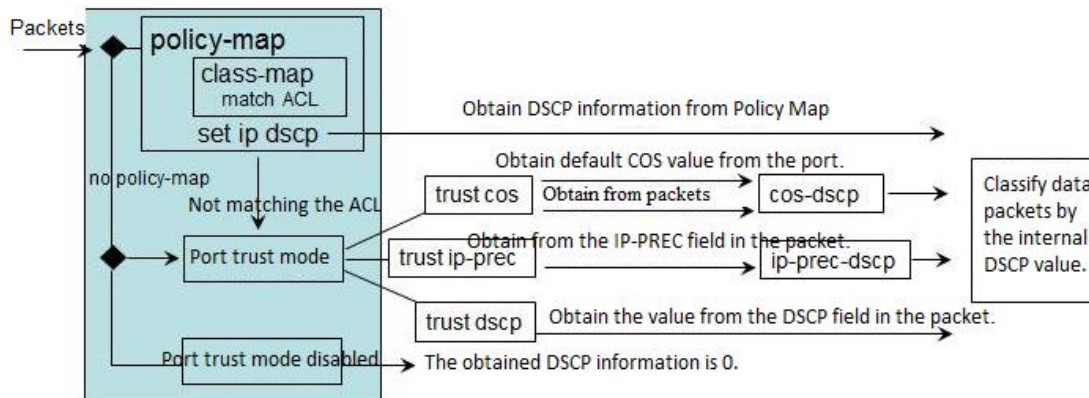 Packets
policy-map
class-map
match ACL
set ip dscp
Obtain DSCP information from Policy Map
no policy-map
Not matching the ACL
Obtain default COS value from the port.
trust cos
Obtain from packets
cos-dscp
Port trust mode
Obtain from the IP-PREC field in the packet.
trust ip-prec
ip-prec-dscp
trust dscp
Obtain the value from the DSCP field in the packet.
Port trust mode disabled
The obtained DSCP information is 0.
Classify data
packets by
the internal
DSCP value.